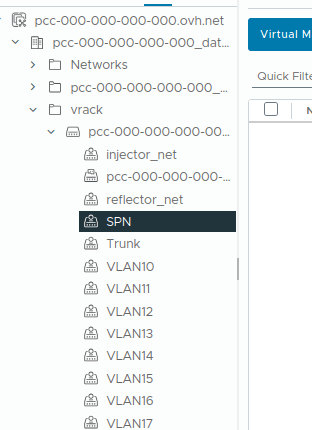 pcc-000-000-000-000.ovh.net
pcc-000-000-000-000_dat...
Networks
pcc-000-000-000-000_...
vrack
pcc-000-000-000-00...
injector_net
pcc-000-000-000-...
reflector_net
SPN
Trunk
VLAN10
VLAN11
VLAN12
VLAN13
VLAN14
VLAN15
VLAN16
VLAN17
Virtual M
Quick Filte